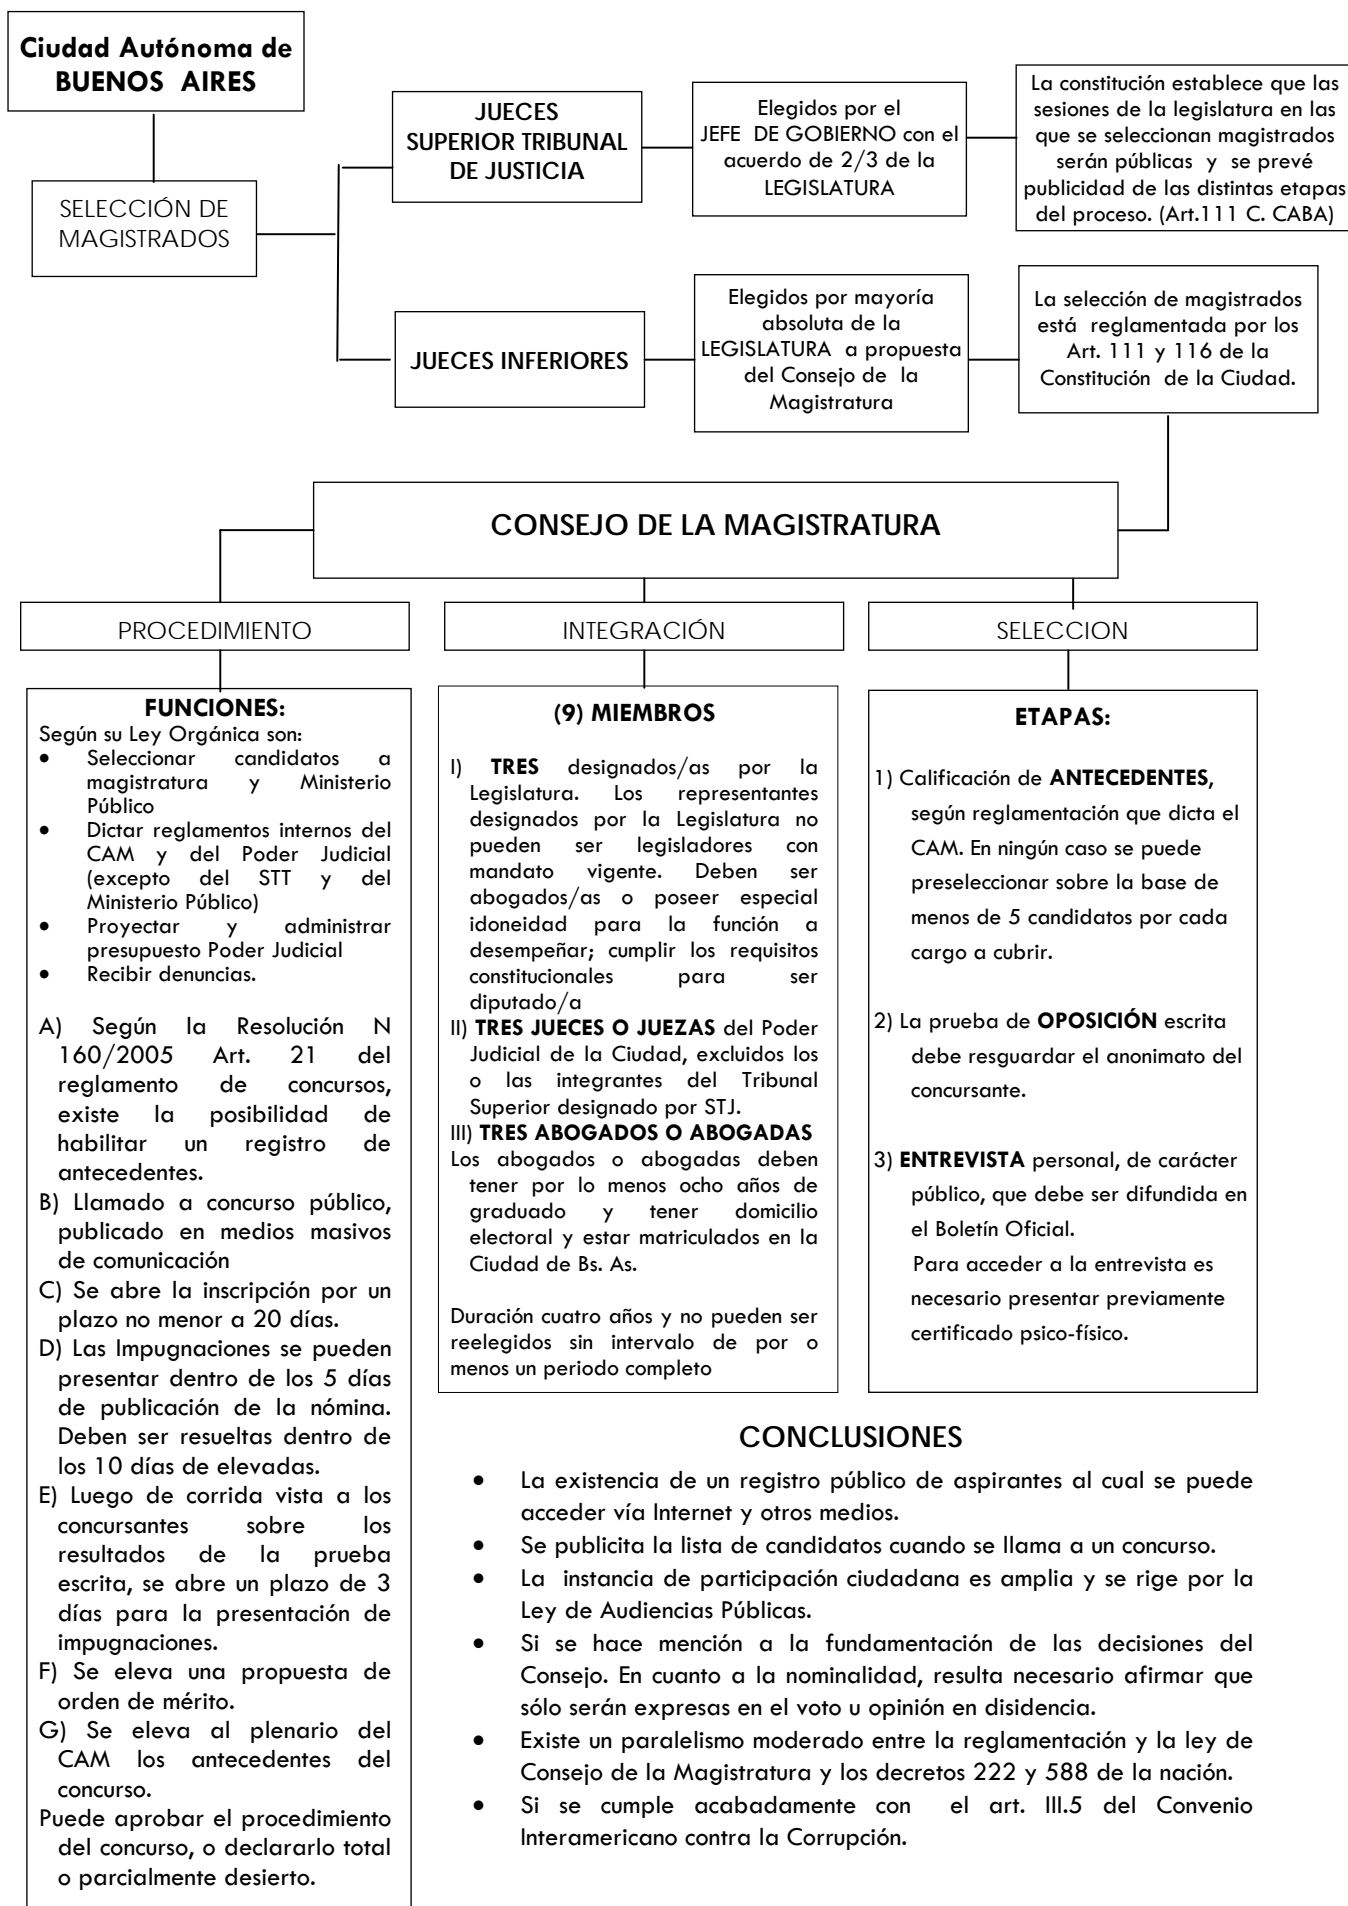 Ciudad Autónoma de
BUENOS AIRES
SELECCIÓN DE
MAGISTRADOS
JUECES
SUPERIOR TRIBUNAL
DE JUSTICIA
Elegidos por el
JEFE DE GOBIERNO con el
acuerdo de 2/3 de la
LEGISLATURA
La constitución establece que las
sesiones de la legislatura en las
que se seleccionan magistrados
serán públicas y se prevé
publicidad de las distintas etapas
del proceso. (Art.111 C. CABA)
JUECES INFERIORES
Elegidos por mayoría
absoluta de la
LEGISLATURA a propuesta
del Consejo de la
Magistratura
La selección de magistrados
está reglamentada por los
Art. 111 y 116 de la
Constitución de la Ciudad.
CONSEJO DE LA MAGISTRATURA
PROCEDIMIENTO
FUNCIONES:
Según su Ley Orgánica son:
• Seleccionar candidatos a
magistratura y Ministerio
Público
• Dictar reglamentos internos del
CAM y del Poder Judicial
(excepto del STT y del
Ministerio Público)
• Proyectar y administrar
presupuesto Poder Judicial
• Recibir denuncias.
A) Según la Resolución N
160/2005 Art. 21 del
reglamento de concursos,
existe la posibilidad de
habilitar un registro de
antecedentes.
B) Llamado a concurso público,
publicado en medios masivos
de comunicación
C) Se abre la inscripción por un
plazo no menor a 20 días.
D) Las Impugnaciones se pueden
presentar dentro de los 5 días
de publicación de la nómina.
Deben ser resueltas dentro de
los 10 días de elevadas.
E) Luego de corrida vista a los
concursantes sobre los
resultados de la prueba
escrita, se abre un plazo de 3
días para la presentación de
impugnaciones.
F) Se eleva una propuesta de
orden de mérito.
G) Se eleva al plenario del
CAM los antecedentes del
concurso.
Puede aprobar el procedimiento
del concurso, o declararlo total
o parcialmente desierto.
INTEGRACIÓN
(9) MIEMBROS
I) TRES designados/as por la
Legislatura. Los representantes
designados por la Legislatura no
pueden ser legisladores con
mandato vigente. Deben ser
abogados/as o poseer especial
idoneidad para la función a
desempeñar; cumplir los requisitos
constitucionales para ser
diputado/a
II) TRES JUECES O JUEZAS del Poder
Judicial de la Ciudad, excluidos los
o las integrantes del Tribunal
Superior designado por STJ.
III) TRES ABOGADOS O ABOGADAS
Los abogados o abogadas deben
tener por lo menos ocho años de
graduado y tener domicilio
electoral y estar matriculados en la
Ciudad de Bs. As.
Duración cuatro años y no pueden ser
reelegidos sin intervalo de por o
menos un periodo completo
SELECCION
ETAPAS:
1) Calificación de ANTECEDENTES,
según reglamentación que dicta el
CAM. En ningún caso se puede
preseleccionar sobre la base de
menos de 5 candidatos por cada
cargo a cubrir.
2) La prueba de OPOSICIÓN escrita
debe resguardar el anonimato del
concursante.
3) ENTREVISTA personal, de carácter
público, que debe ser difundida en
el Boletín Oficial.
Para acceder a la entrevista es
necesario presentar previamente
certificado psico-físico.
CONCLUSIONES
• La existencia de un registro público de aspirantes al cual se puede
acceder vía Internet y otros medios.
• Se publicita la lista de candidatos cuando se llama a un concurso.
• La instancia de participación ciudadana es amplia y se rige por la
Ley de Audiencias Públicas.
• Si se hace mención a la fundamentación de las decisiones del
Consejo. En cuanto a la nominalidad, resulta necesario afirmar que
sólo serán expresas en el voto u opinión en disidencia.
• Existe un paralelismo moderado entre la reglamentación y la ley de
Consejo de la Magistratura y los decretos 222 y 588 de la nación.
• Si se cumple acabadamente con el art. III.5 del Convenio
Interamericano contra la Corrupción.